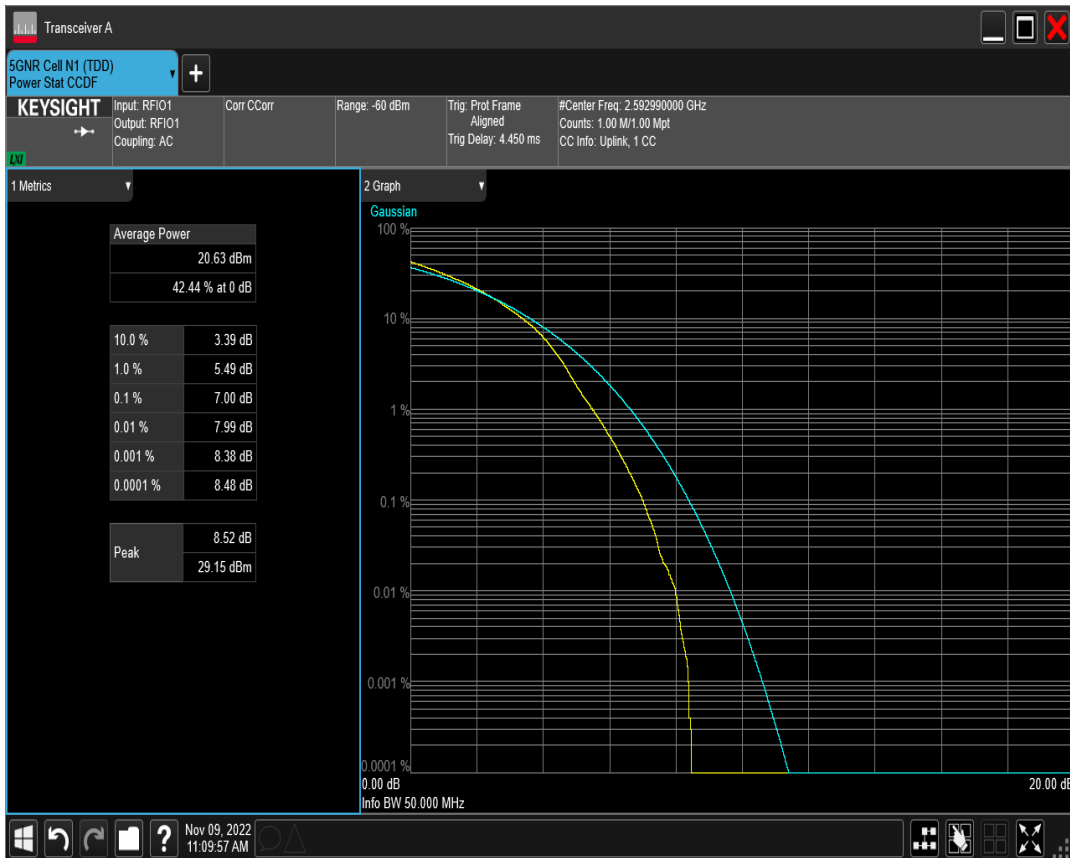 Transceiver A
5GNR Cell N1 (TDD)
Power Stat CCDF
+
KEYSIGHT
LXI
Input: RFIO1
Output: RFIO1
Coupling: AC
Corr CCorr
Range: -60 dBm
Trig: Prot Frame
Aligned
Trig Delay: 4.450 ms
#Center Freq: 2.592990000 GHz
Counts: 1.00 M/1.00 Mpt
CC Info: Uplink, 1 CC
1 Metrics
Average Power
20.63 dBm
42.44 % at 0 dB
10.0 % 3.39 dB
1.0 % 5.49 dB
0.1 % 7.00 dB
0.01 % 7.99 dB
0.001 % 8.38 dB
0.0001 % 8.48 dB
Peak
8.52 dB
29.15 dBm
2 Graph
Gaussian
100 %
10 %
1 %
0.1 %
0.01 %
0.001 %
0.0001 %
0.00 dB
20.00 dB
Info BW 50.000 MHz
?
Nov 09, 2022
11:09:57 AM